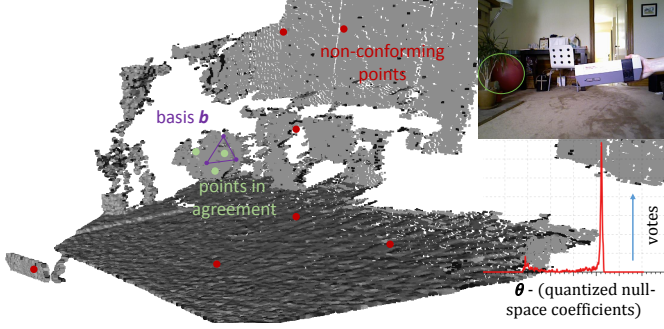 non-conforming
points
basis b
points in
agreement
votes
θ - (quantized null-
space coefficients)